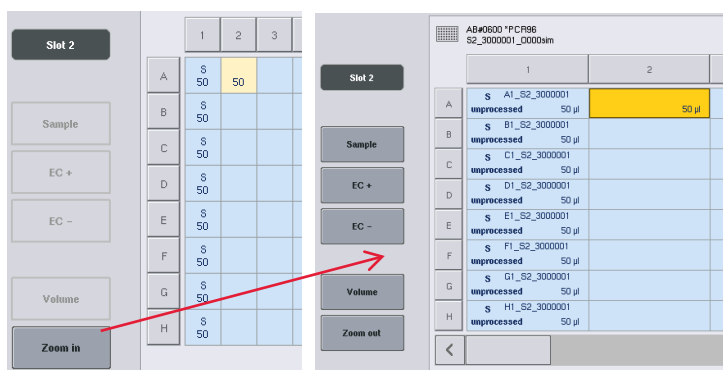 Slot 2
Sample
EC +
EC -
Volume
Zoom in
1 2 3
A S 50 50
B S 50
C S 50
D S 50
E S 50
F S 50
G S 50
H S 50
Slot 2
Sample
EC +
EC -
Volume
Zoom out
AB#0600 *PCR96
S2_3000001_0000sim
1 2
A S A1_S2_3000001
unprocessed 50 µl 50 µl
B S B1_S2_3000001
unprocessed 50 µl
C S C1_S2_3000001
unprocessed 50 µl
D S D1_S2_3000001
unprocessed 50 µl
E S E1_S2_3000001
unprocessed 50 µl
F S F1_S2_3000001
unprocessed 50 µl
G S G1_S2_3000001
unprocessed 50 µl
H S H1_S2_3000001
unprocessed 50 µl